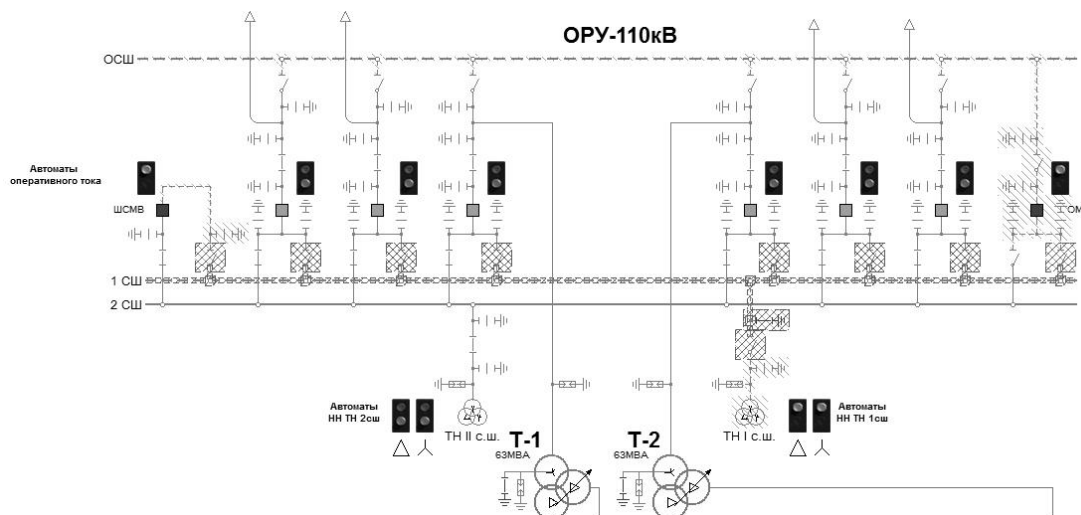 ОРУ-110кВ
ОСШ
Автоматы
оперативного тока
ШСМВ
ОМ
1 СШ
2 СШ
Автоматы
НН ТН 2сш
ТН II с.ш.
Т-1
63МВА
Т-2
63МВА
ТН I с.ш.
Автоматы
НН ТН 1сш